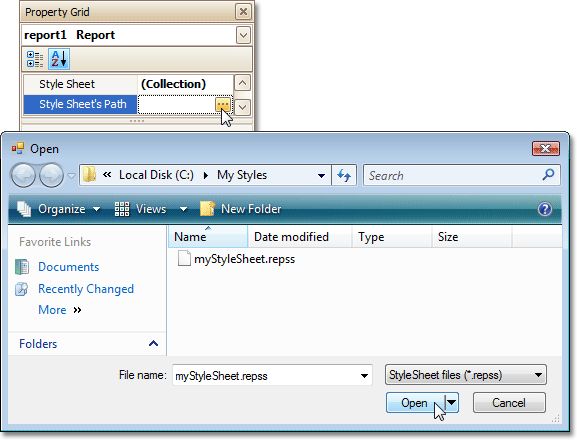 Property Grid
report1 Report
A
Z
Style Sheet (Collection)
Style Sheet's Path ...
Open
« Local Disk (C:) My Styles Search
Organize Views New Folder ?
Favorite Links
Documents
Recently Changed
More »
Folders
Name Date modified Type Size
myStyleSheet.repss
File name: myStyleSheet.repss StyleSheet files (*.repss)
Open Cancel